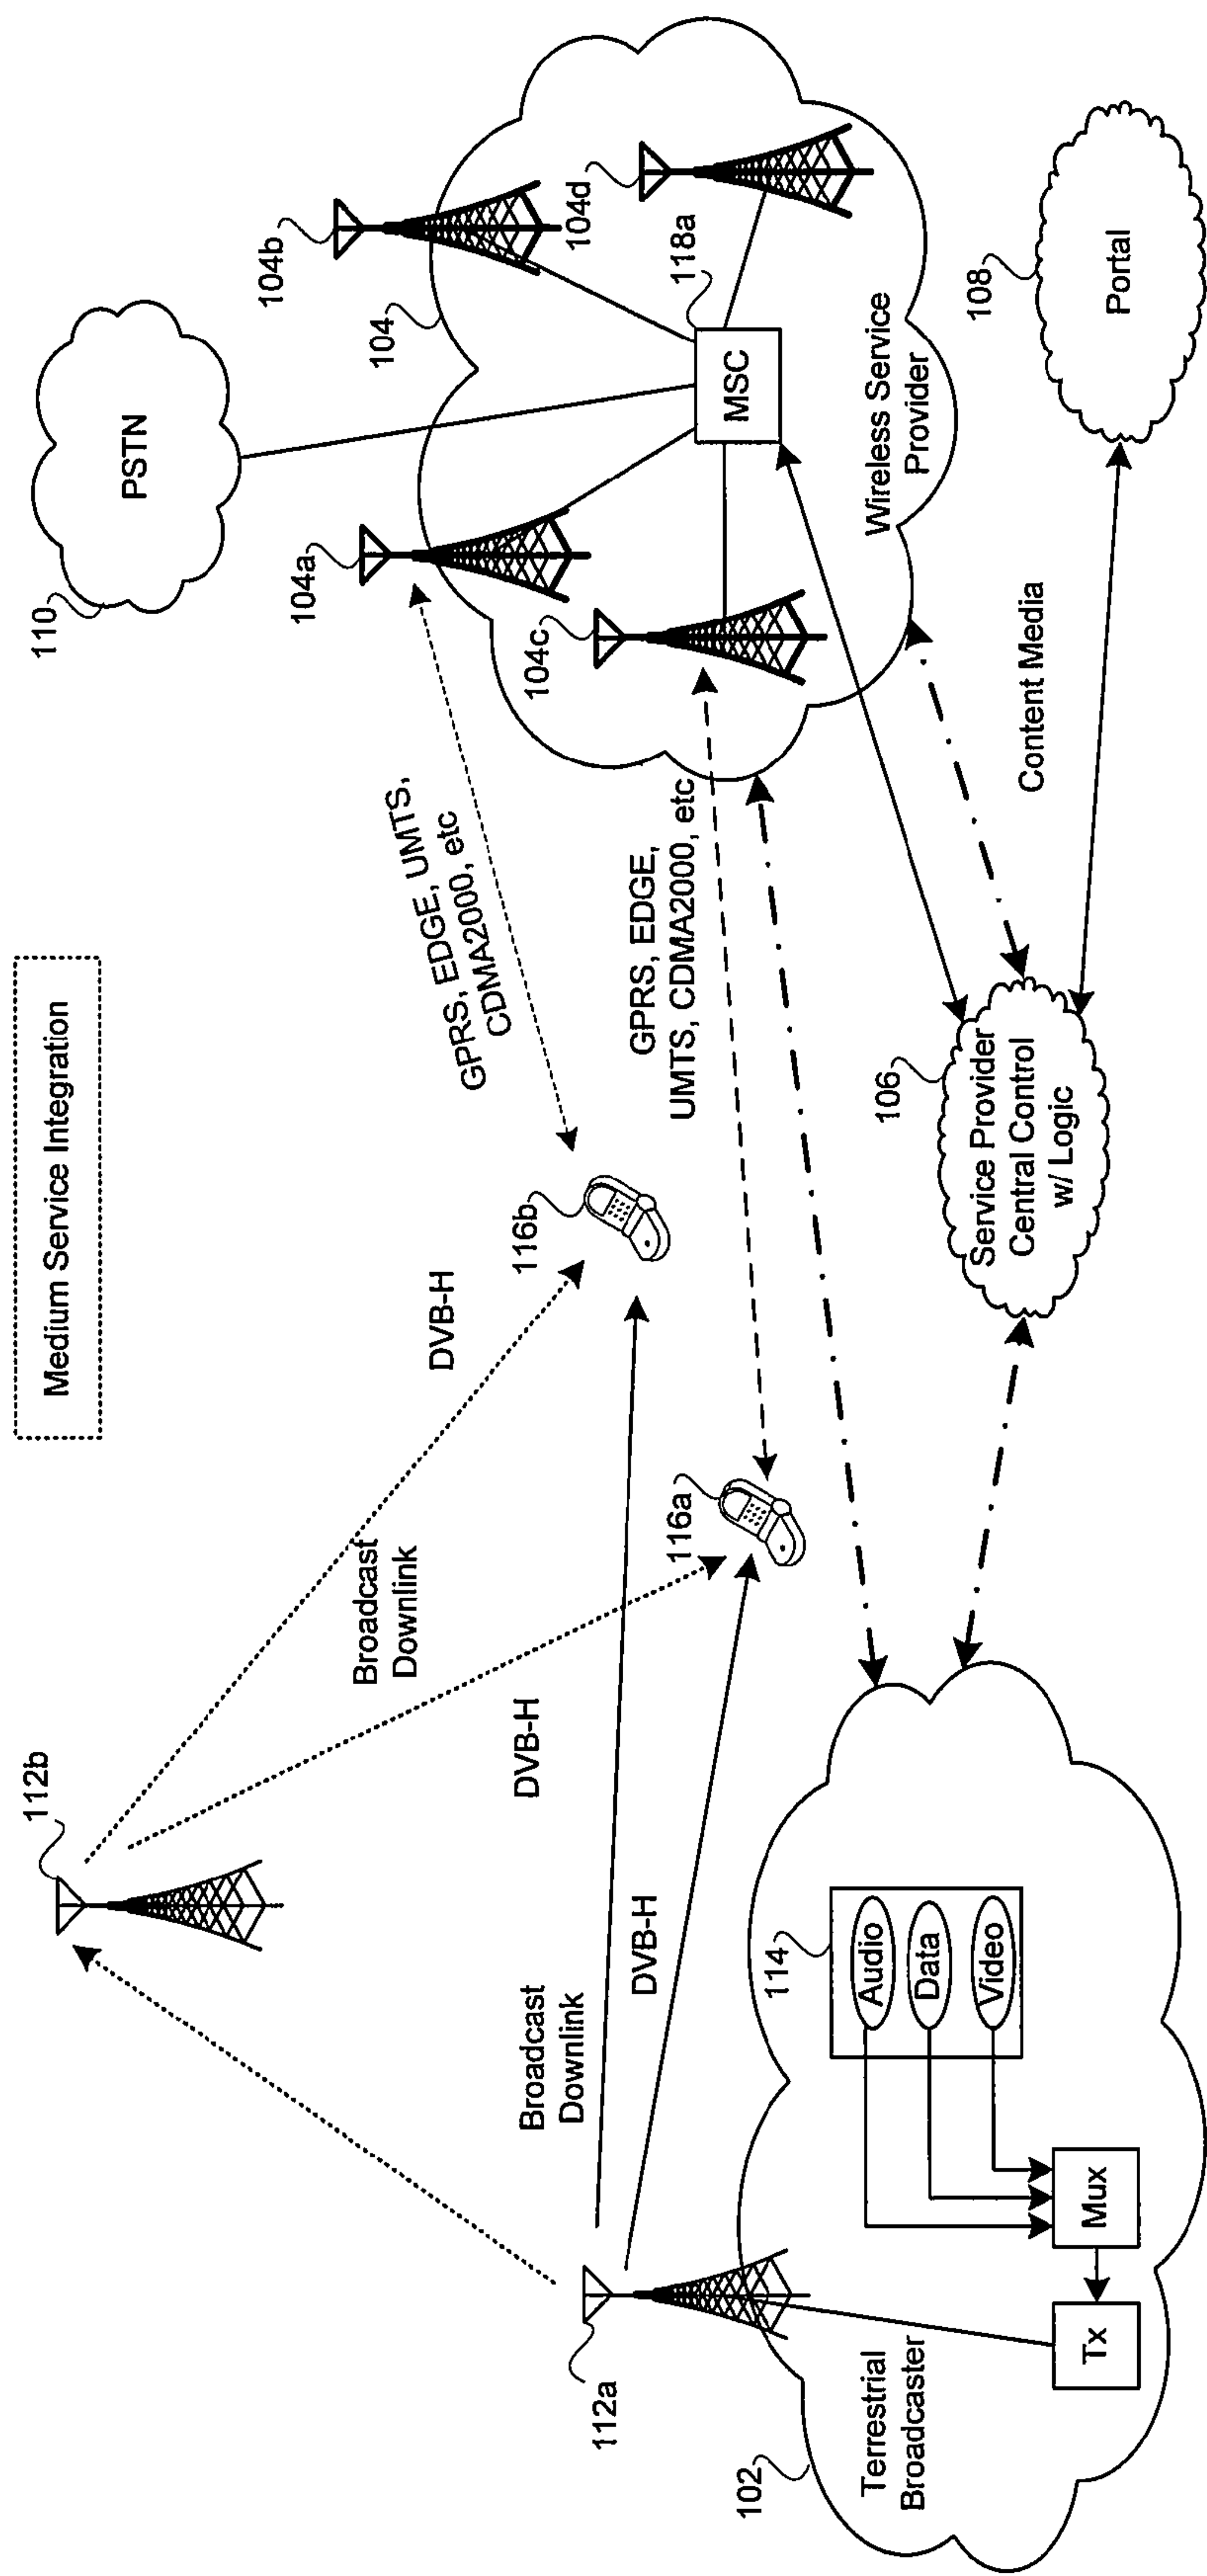 Medium Service Integration
110
PSTN
112b
104b
104
104a
104d
118a
104c
MSC
Wireless Service
Provider
GPRS, EDGE, UMTS,
CDMA2000, etc
GPRS, EDGE,
UMTS, CDMA2000, etc
DVB-H
Broadcast
Downlink
116b
DVB-H
116a
Broadcast
Downlink
DVB-H
112a
102
Terrestrial
Broadcaster
114
Audio
Data
Video
Tx
Mux
106
Service Provider
Central Control
w/ Logic
Content Media
108
Portal